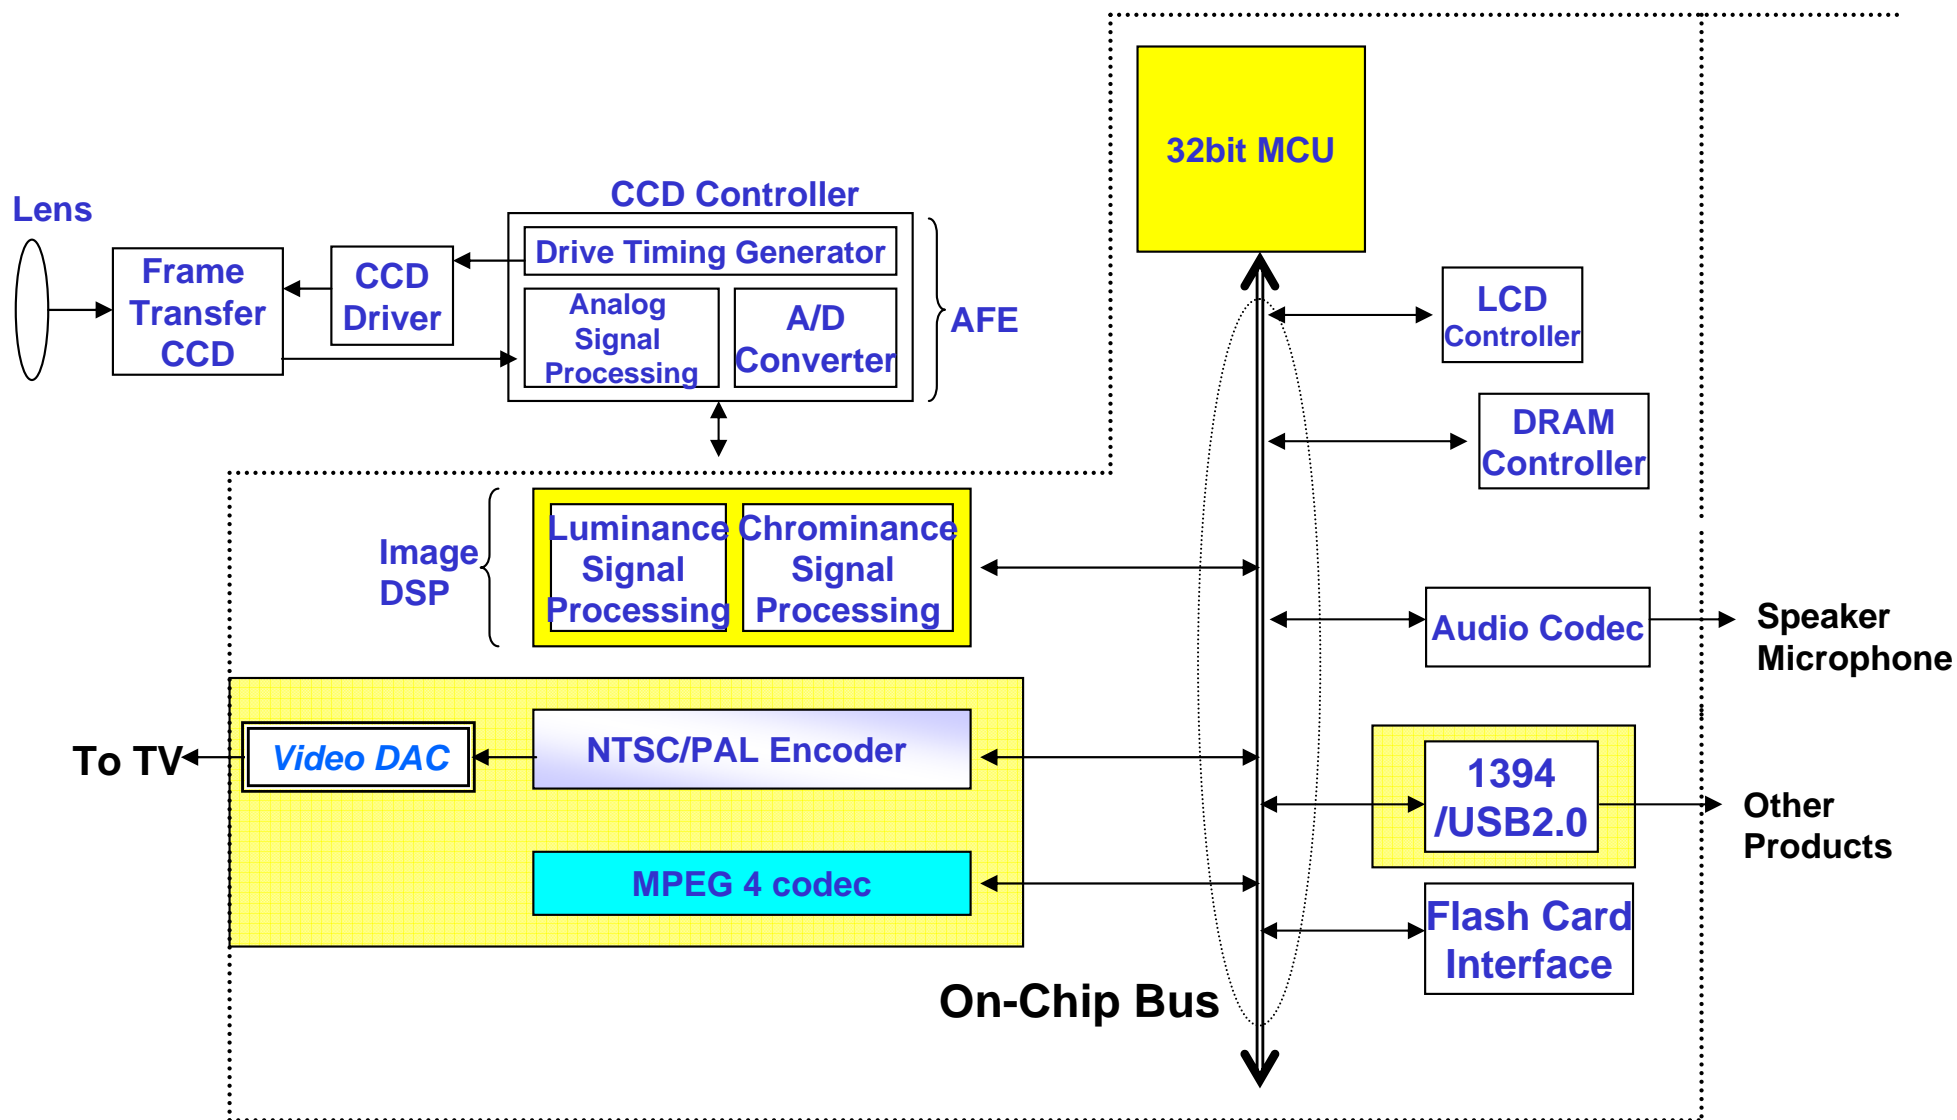 32bit MCU
CCD Controller
Lens
Drive Timing Generator
Frame
Transfer
CCD
CCD
Driver
Analog
Signal
Processing
A/D
Converter
AFE
LCD
Controller
DRAM
Controller
Image
DSP
Luminance
Signal
Processing
Chrominance
Signal
Processing
Audio Codec
Speaker
Microphone
To TV
Video DAC
NTSC/PAL Encoder
1394
/USB2.0
Other
Products
MPEG 4 codec
Flash Card
Interface
On-Chip Bus